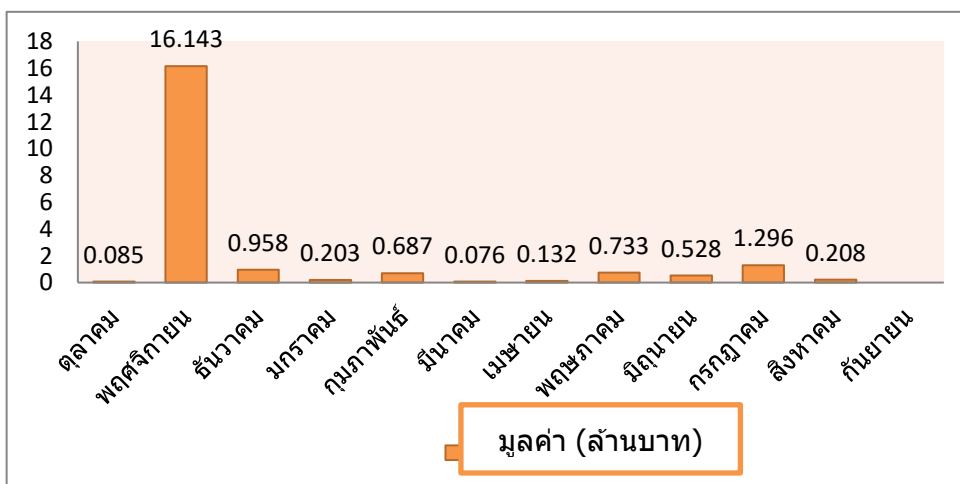 18
16
14
12
10
8
6
4
2
0
0.085
16.143
0.958
0.203
0.687
0.076
0.132
0.733
0.528
1.296
0.208
ตุลาคม
พฤศจิกายน
ธันวาคม
มกราคม
กุมภาพันธ์
มีนาคม
เมษายน
พฤษภาคม
มิถุนายน
กรกฎาคม
สิงหาคม
กันยายน
มูลค่า (ล้านบาท)